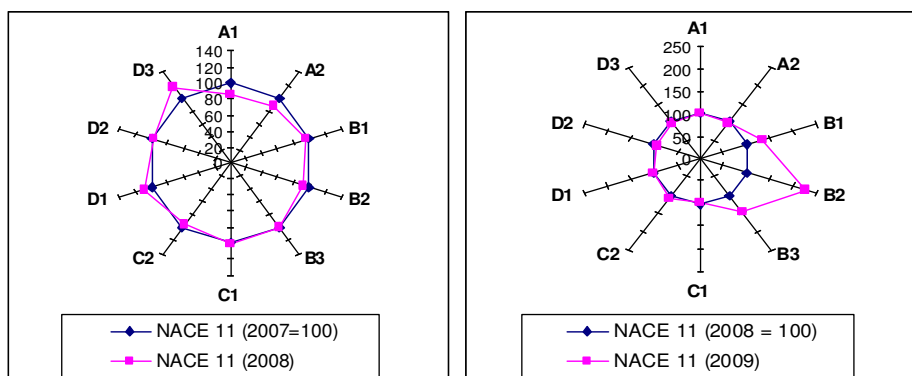 A1
140
120
100
80
60
40
20
0
A2
B1
B2
B3
C1
C2
D1
D2
D3
NACE 11 (2007=100)
NACE 11 (2008)
A1
250
200
150
100
50
0
A2
B1
B2
B3
C1
C2
D1
D2
D3
NACE 11 (2008 = 100)
NACE 11 (2009)